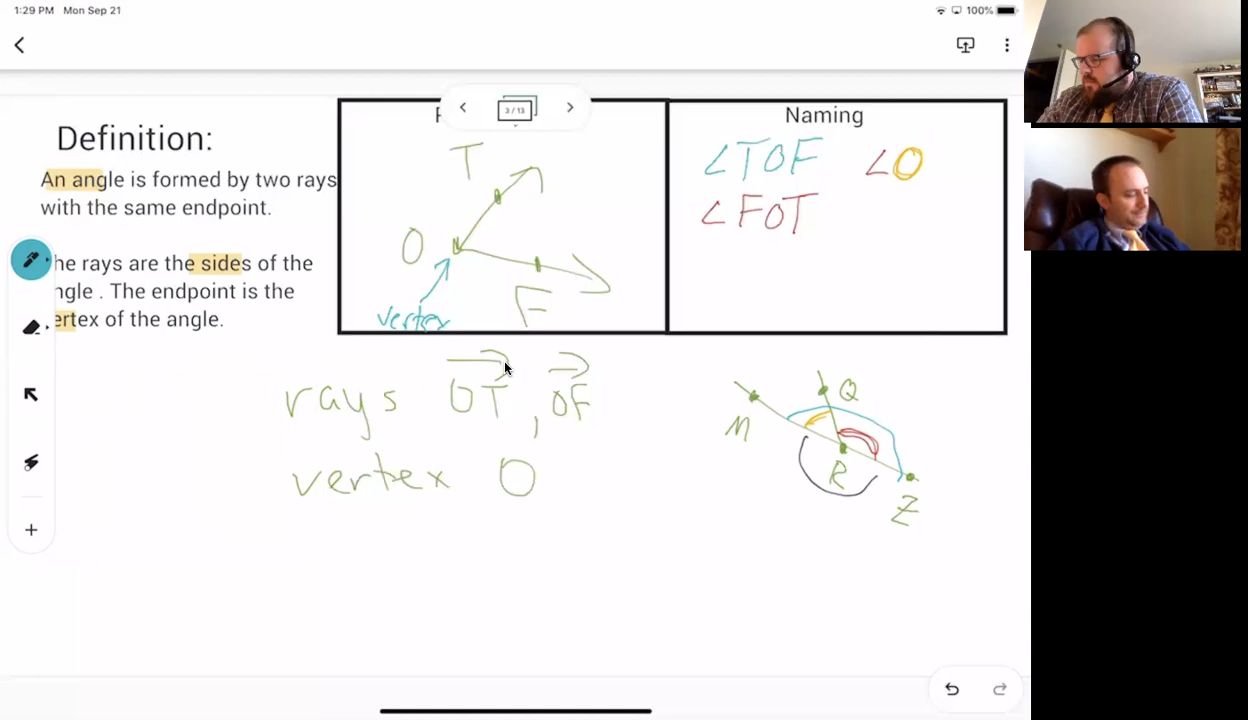 1:29 PM Mon Sep 21
100%
3 / 13
Definition:
An angle is formed by two rays
with the same endpoint.
he rays are the sides of the
ngle . The endpoint is the
ertex of the angle.
T
O
F
vertex
Naming
∠TOF ∠O
∠FOT
rays OT, OF
vertex O
M
Q
R
Z